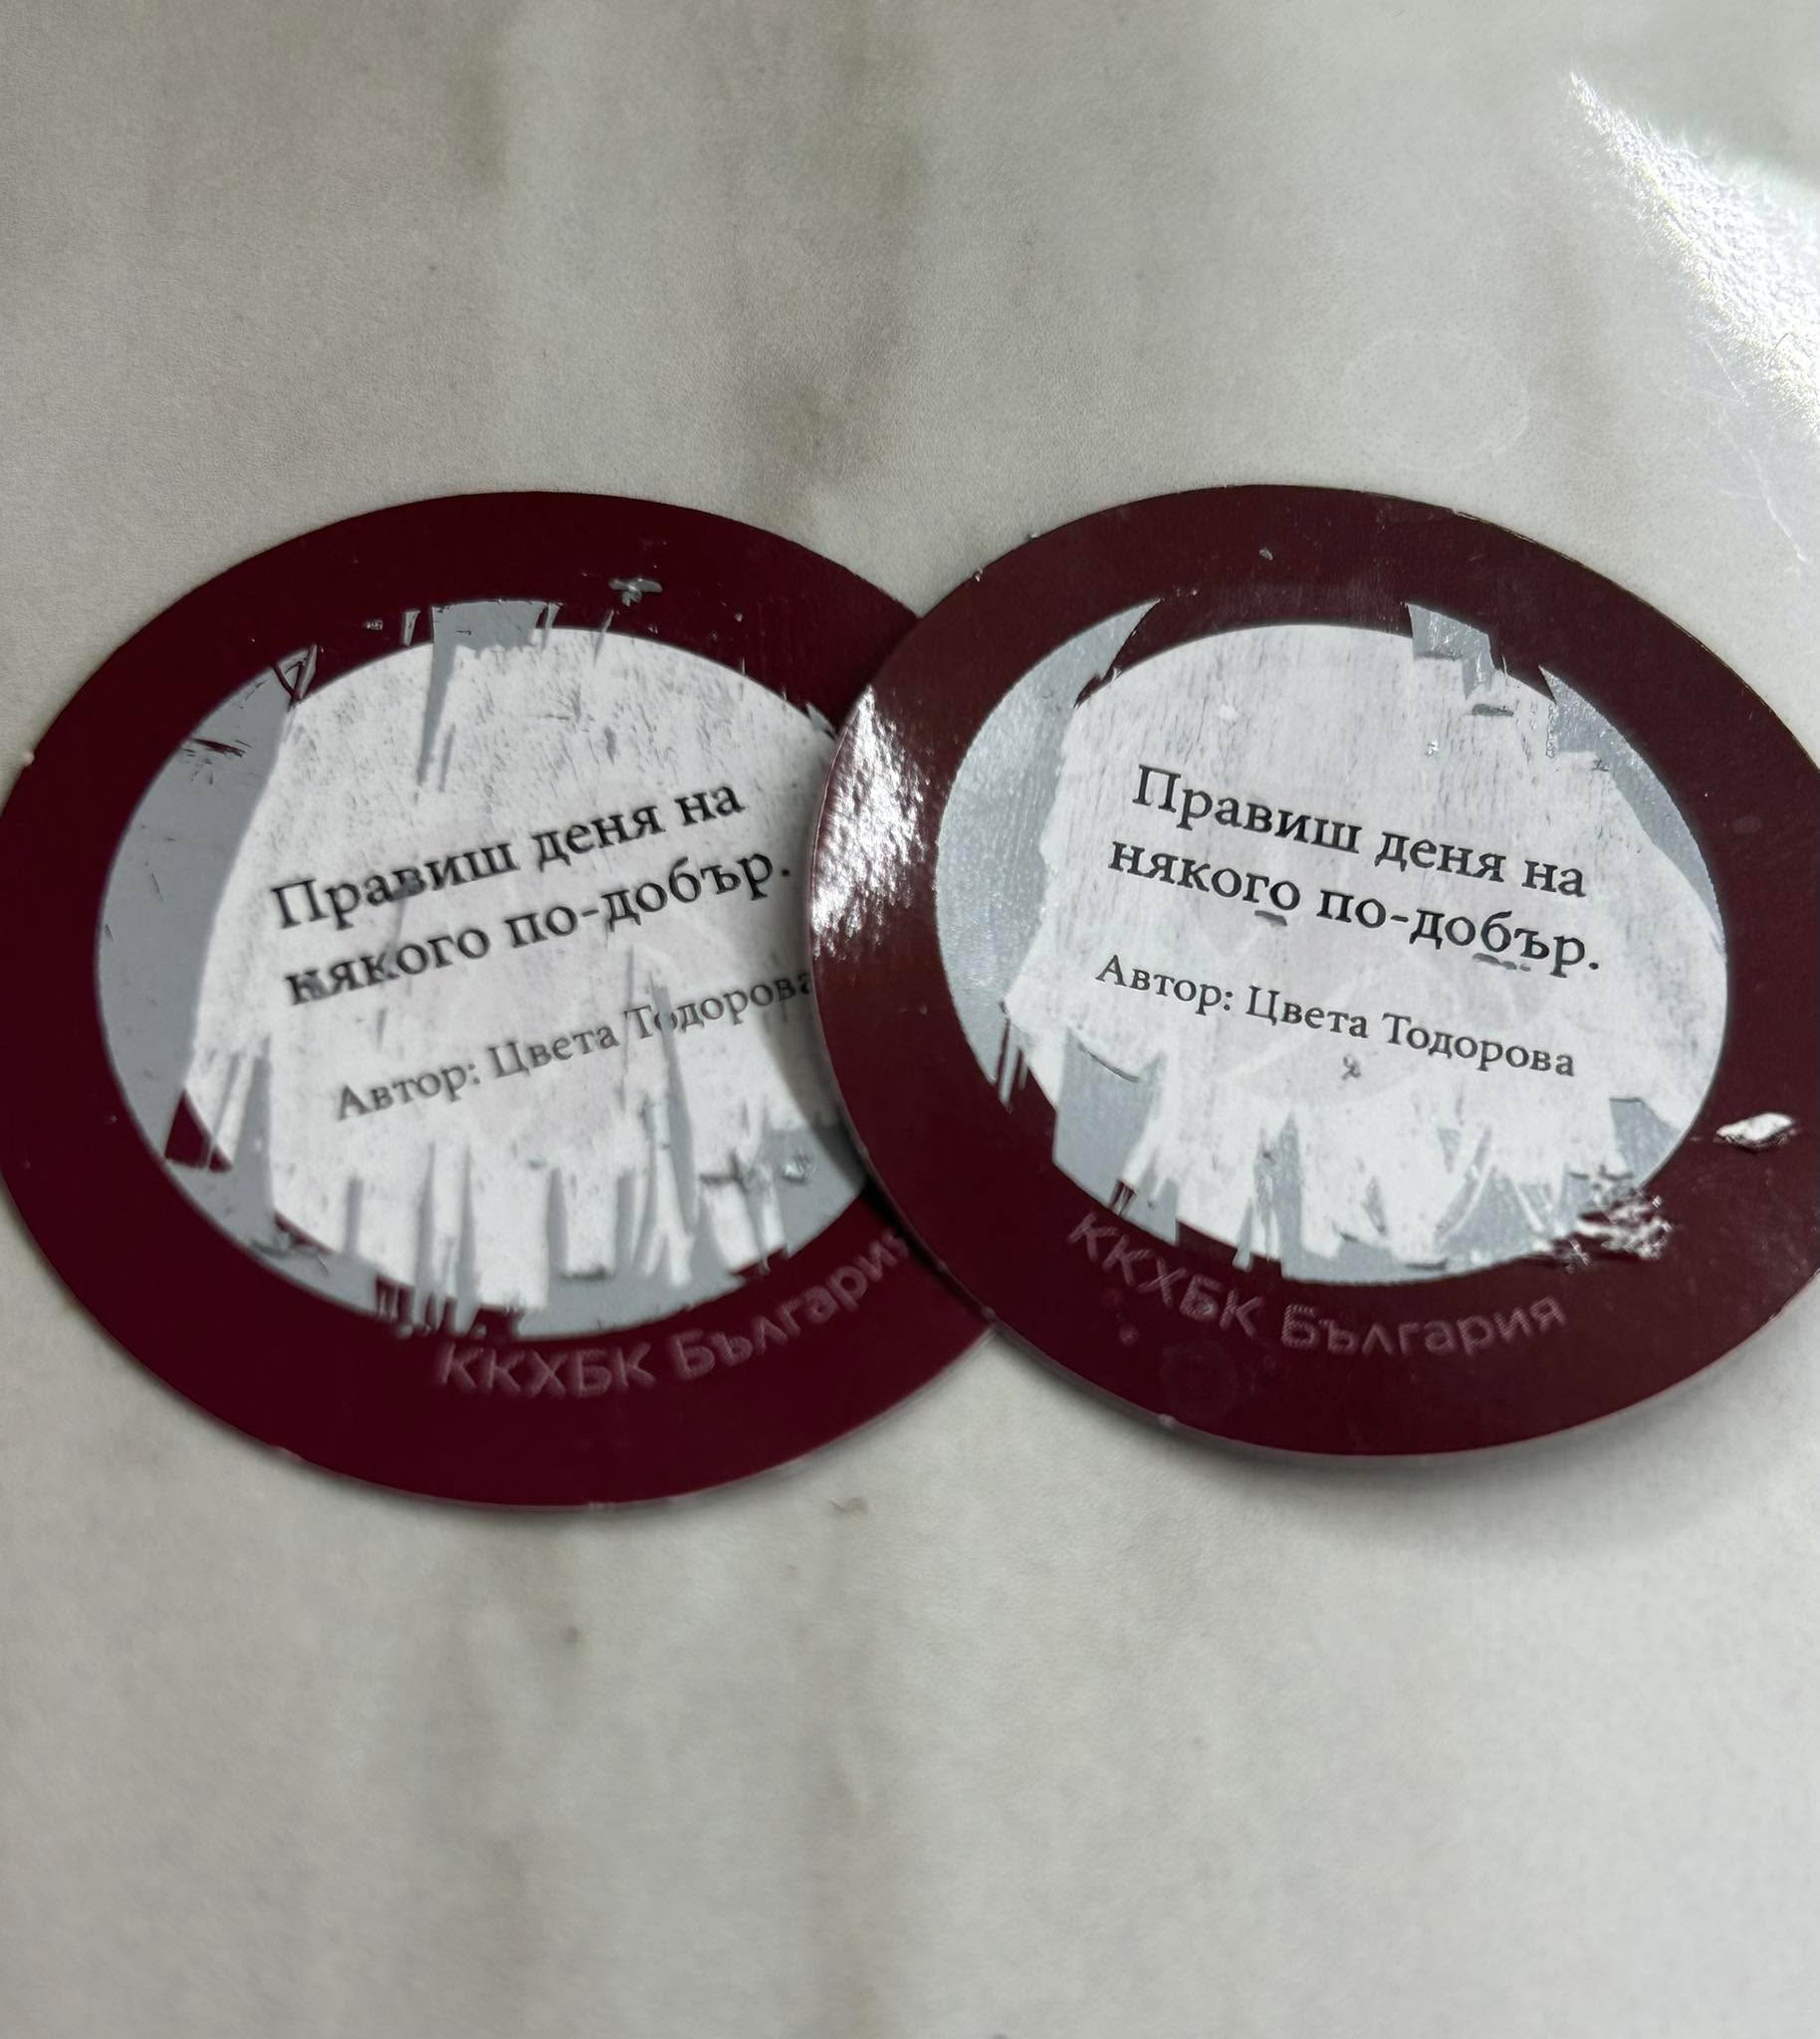 Правиш деня на
някого по-добър.
Автор: Цвета Тодорова
ККХБК България
Правиш деня на
някого по-добър.
Автор: Цвета Тодорова
ККХБК България